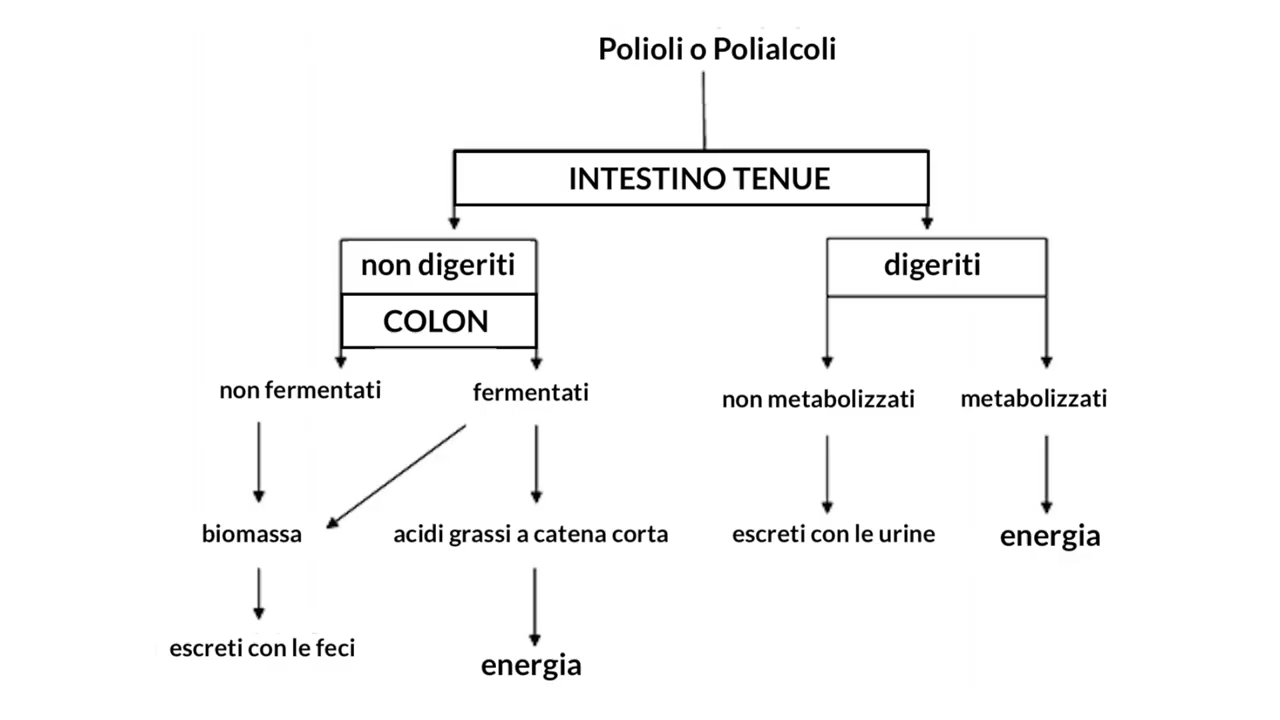 Polioli o Polialcoli
INTESTINO TENUE
non digeriti
digeriti
COLON
non fermentati
fermentati
non metabolizzati
metabolizzati
biomassa
acidi grassi a catena corta
escreti con le urine
energia
escreti con le feci
energia